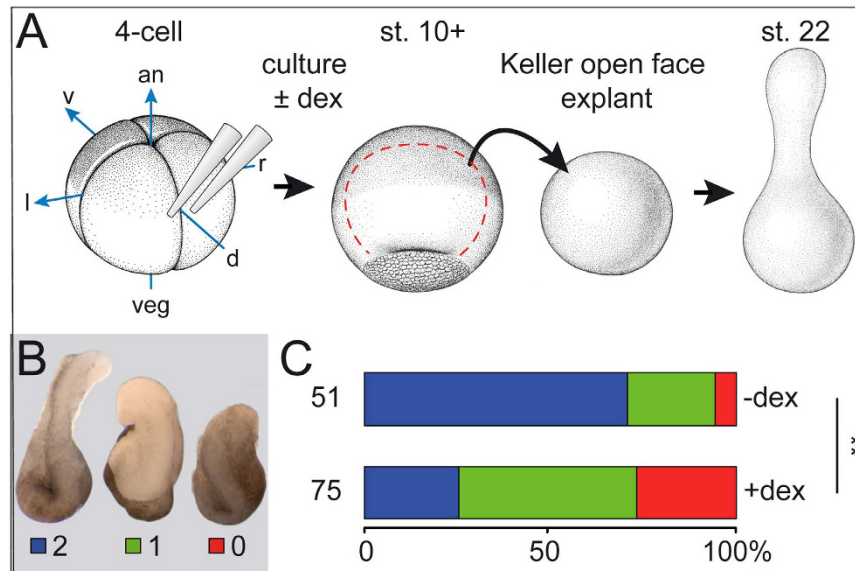 A
4-cell
st. 10+
st. 22
culture
± dex
Keller open face
explant
v
an
r
l
d
veg
B
2
1
0
C
51
-dex
75
+dex
**
0
50
100%